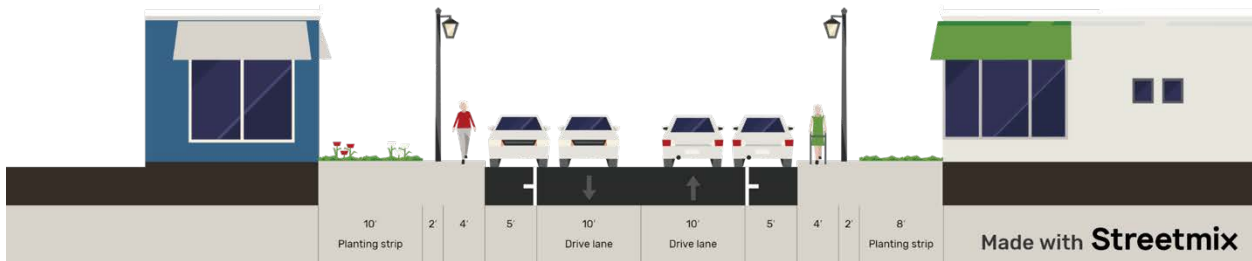 10' 2' 4' 5' 10' 10' 5' 4' 2' 8'
Planting strip Drive lane Drive lane Planting strip
Made with Streetmix